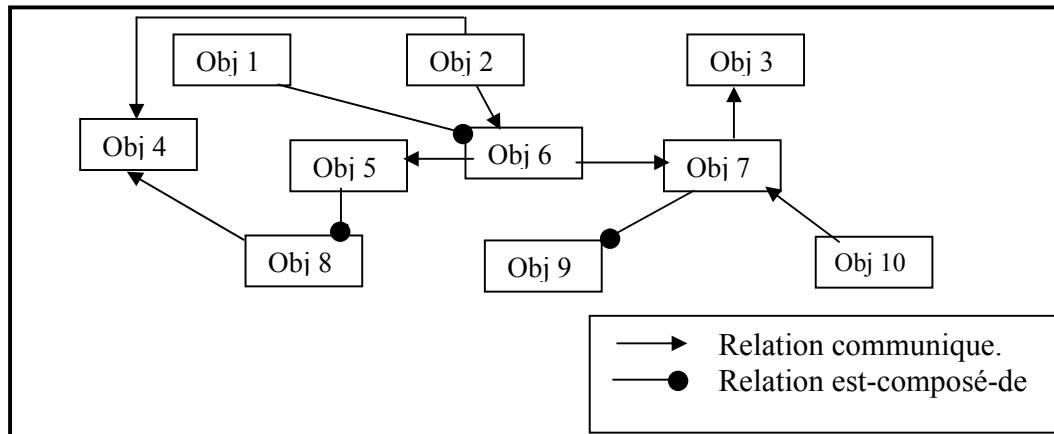 Obj 1
Obj 2
Obj 3
Obj 4
Obj 5
Obj 6
Obj 7
Obj 8
Obj 9
Obj 10
Relation communique.
Relation est-composé-de